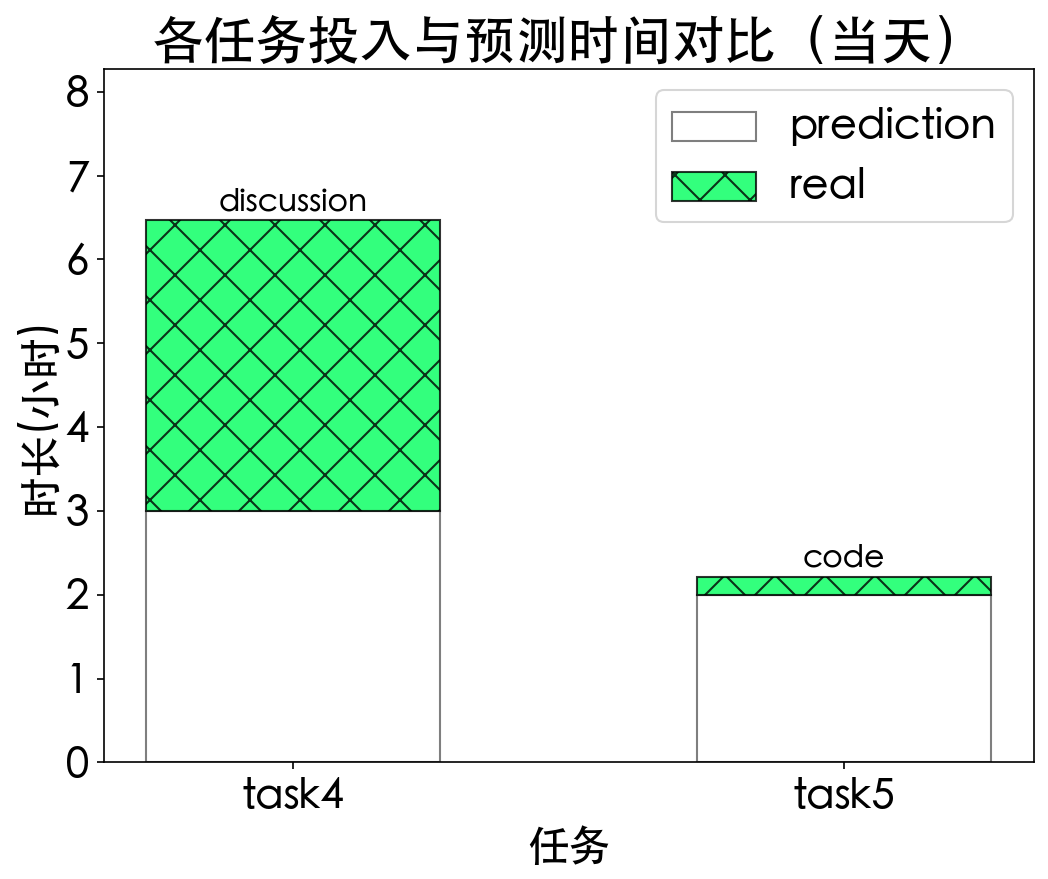 各任务投入与预测时间对比（当天）
prediction
real
8
7
6
5
4
3
2
1
0
时长(小时)
discussion
code
task4
task5
任务